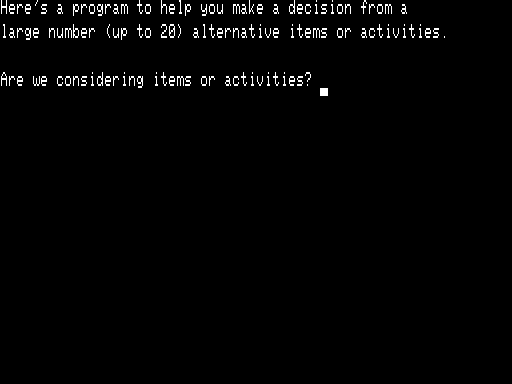 Here's a program to help you make a decision from a
large number (up to 20) alternative items or activities.
Are we considering items or activities?